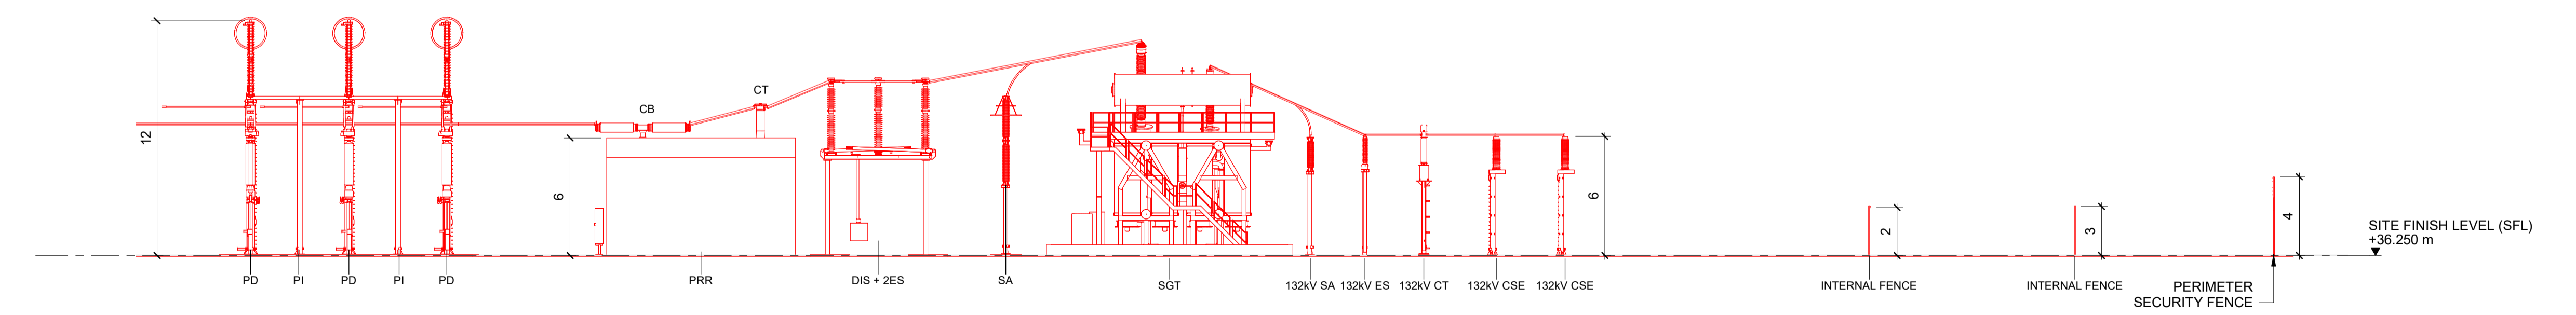 12
CB
CT
6
6
2
3
4
SITE FINISH LEVEL (SFL)
+36.250 m
PD
PI
PD
PI
PD
PRR
DIS + 2ES
SA
SGT
132kV SA
132kV ES
132kV CT
132kV CSE
132kV CSE
INTERNAL FENCE
INTERNAL FENCE
PERIMETER
SECURITY FENCE